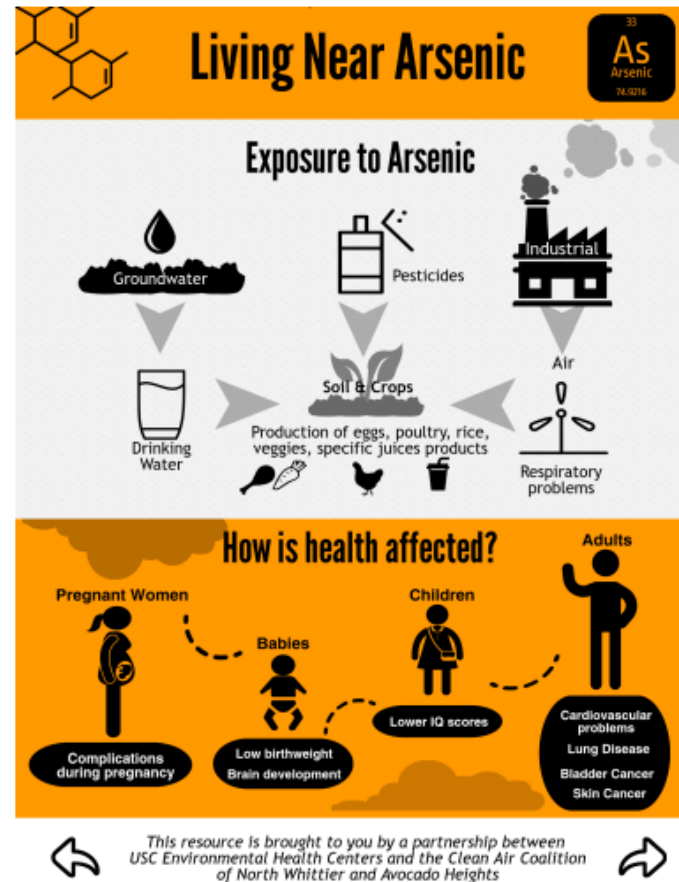 Living Near Arsenic
33
As
Arsenic
74.9216
Exposure to Arsenic
Groundwater
Pesticides
Industrial
Drinking
Water
Soil & Crops
Production of eggs, poultry, rice,
veggies, specific juices products
Air
Respiratory
problems
How is health affected?
Pregnant Women
Complications
during pregnancy
Babies
Low birthweight
Brain development
Children
Lower IQ scores
Adults
Cardiovascular
problems
Lung Disease
Bladder Cancer
Skin Cancer
This resource is brought to you by a partnership between
USC Environmental Health Centers and the Clean Air Coalition
of North Whittier and Avocado Heights